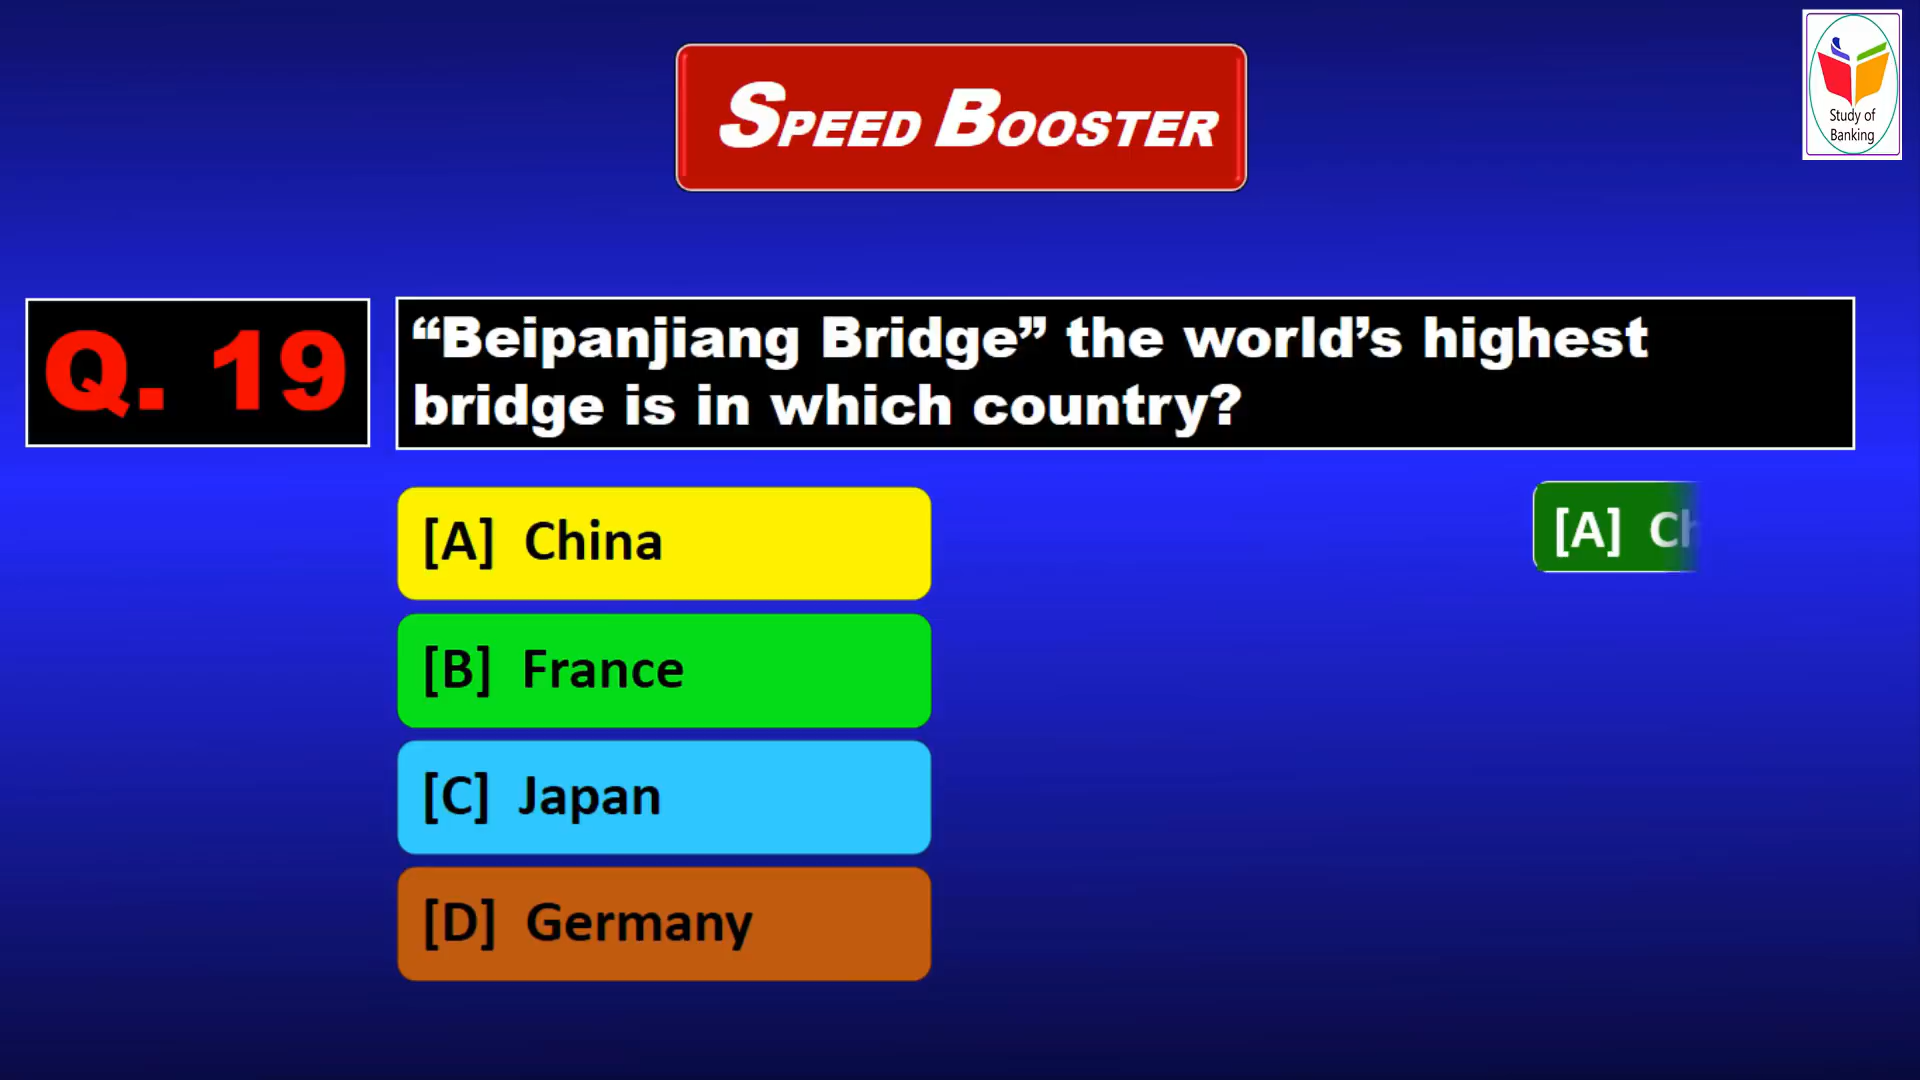 SPEED BOOSTER
Study of
Banking
Q. 19
“Beipanjiang Bridge” the world’s highest
bridge is in which country?
[A] China
[A] Ch
[B] France
[C] Japan
[D] Germany